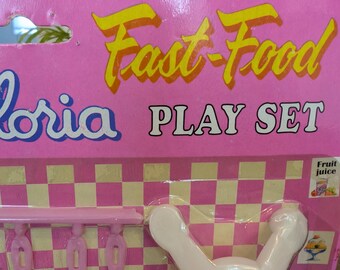 Fast-Food
loria PLAY SET
Fruit
juice